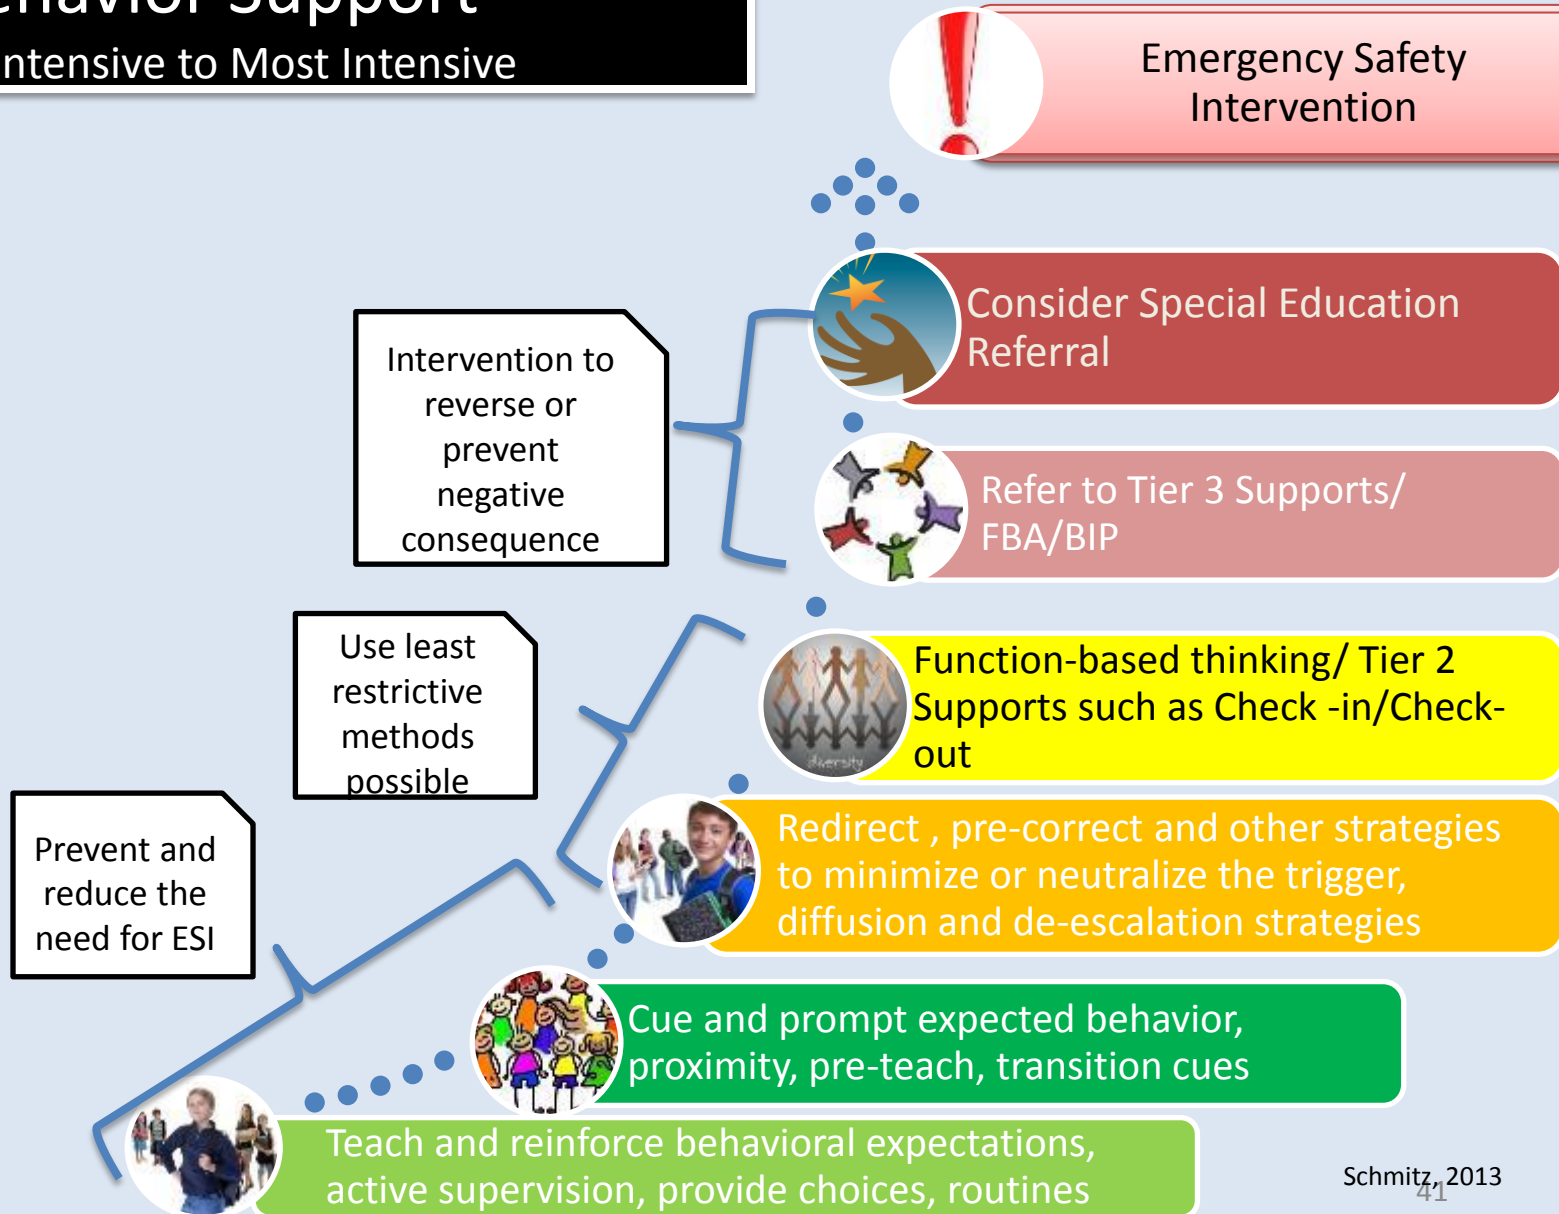 ehavior Support
ntensive to Most Intensive
Emergency Safety
Intervention
Consider Special Education
Referral
Intervention to
reverse or
prevent
negative
consequence
Refer to Tier 3 Supports/
FBA/BIP
Use least
restrictive
methods
possible
Function-based thinking/ Tier 2
Supports such as Check -in/Check-
out
diversity
Prevent and
reduce the
need for ESI
Redirect , pre-correct and other strategies
to minimize or neutralize the trigger,
diffusion and de-escalation strategies
Cue and prompt expected behavior,
proximity, pre-teach, transition cues
Teach and reinforce behavioral expectations,
active supervision, provide choices, routines
Schmitz, 2013
41